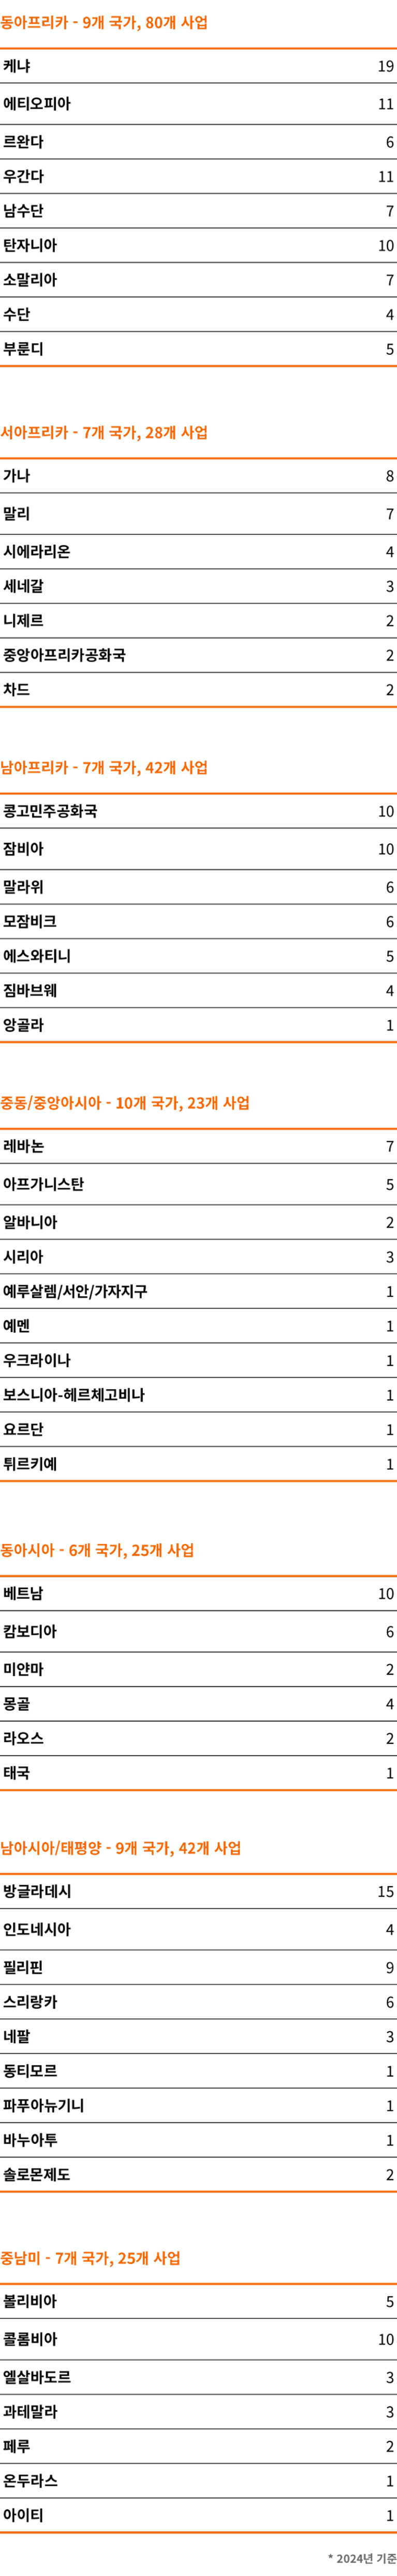 동아프리카 - 9개 국가, 80개 사업
케냐 19
에티오피아 11
르완다 6
우간다 11
남수단 7
탄자니아 10
소말리아 7
수단 4
부룬디 5
서아프리카 - 7개 국가, 28개 사업
가나 8
말리 7
시에라리온 4
세네갈 3
니제르 2
중앙아프리카공화국 2
차드 2
남아프리카 - 7개 국가, 42개 사업
콩고민주공화국 10
잠비아 10
말라위 6
모잠비크 6
에스와티니 5
짐바브웨 4
앙골라 1
중동/중앙아시아 - 10개 국가, 23개 사업
레바논 7
아프가니스탄 5
알바니아 2
시리아 3
예루살렘/서안/가자지구 1
예멘 1
우크라이나 1
보스니아-헤르체고비나 1
요르단 1
튀르키예 1
동아시아 - 6개 국가, 25개 사업
베트남 10
캄보디아 6
미얀마 2
몽골 4
라오스 2
태국 1
남아시아/태평양 - 9개 국가, 42개 사업
방글라데시 15
인도네시아 4
필리핀 9
스리랑카 6
네팔 3
동티모르 1
파푸아뉴기니 1
바누아투 1
솔로몬제도 2
중남미 - 7개 국가, 25개 사업
볼리비아 5
콜롬비아 10
엘살바도르 3
과테말라 3
페루 2
온두라스 1
아이티 1
* 2024년 기준